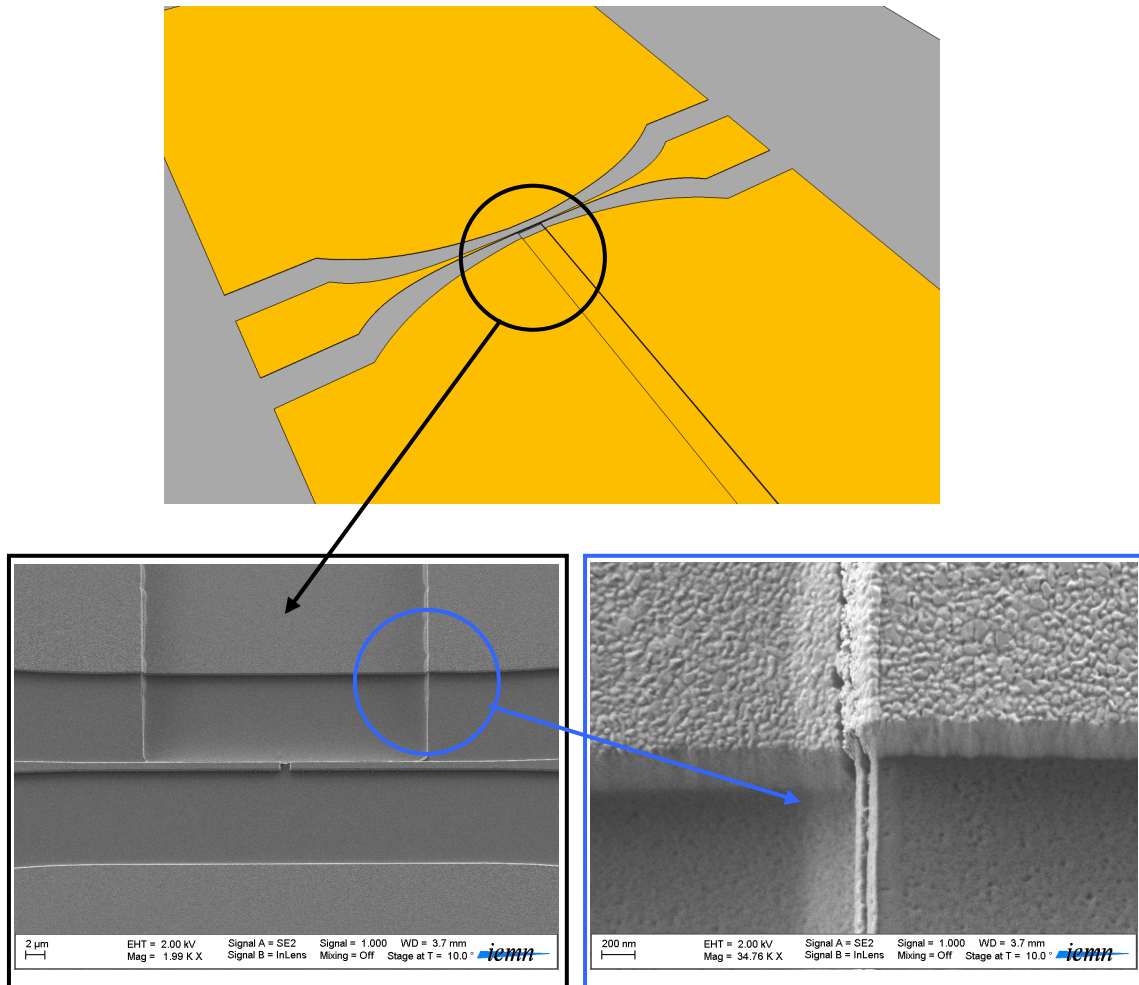 2 µm
EHT = 2.00 kV
Mag = 1.99 K X
Signal A = SE2
Signal B = InLens
Signal = 1.000
Mixing = Off
WD = 3.7 mm
Stage at T = 10.0 °
iemn
200 nm
EHT = 2.00 kV
Mag = 34.76 K X
Signal A = SE2
Signal B = InLens
Signal = 1.000
Mixing = Off
WD = 3.7 mm
Stage at T = 10.0 °
iemn